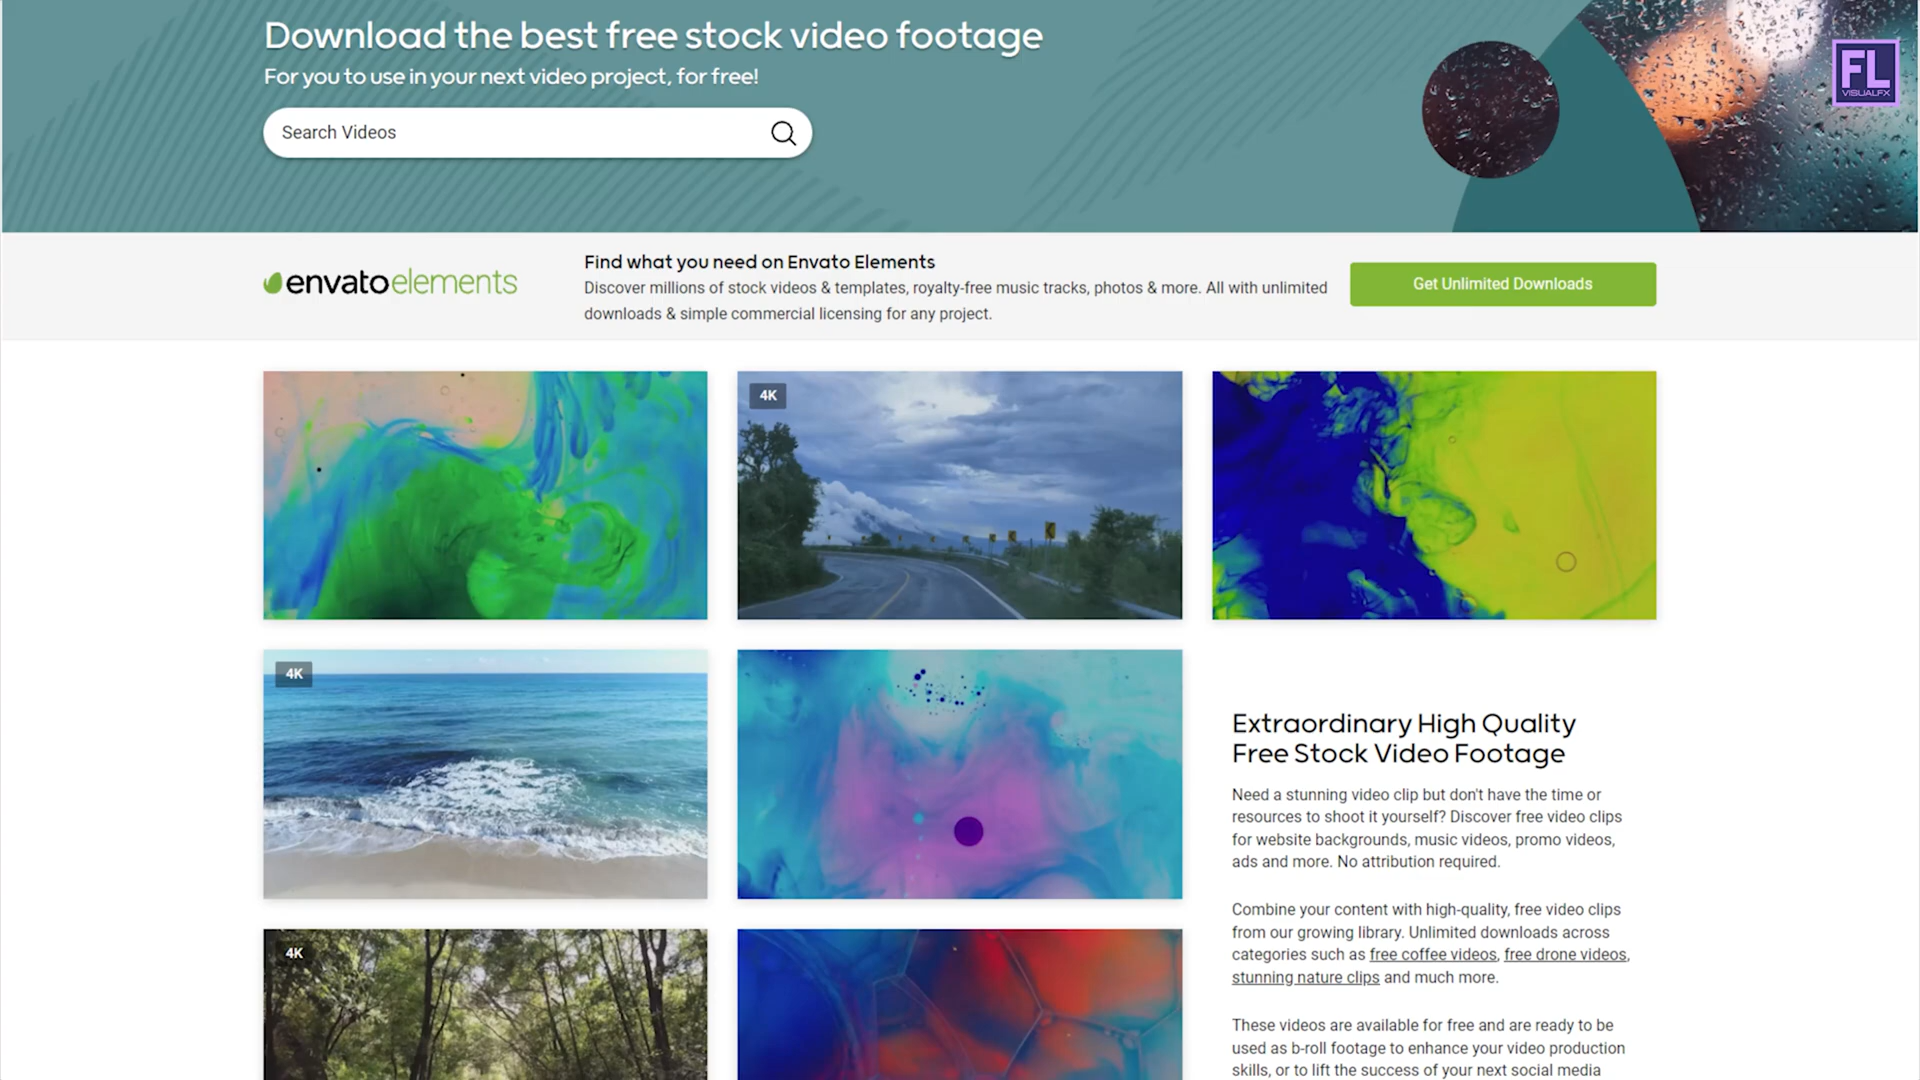 Download the best free stock video footage
For you to use in your next video project, for free!
Search Videos
FL
VISUALFX
envatoelements
Find what you need on Envato Elements
Discover millions of stock videos & templates, royalty-free music tracks, photos & more. All with unlimited
downloads & simple commercial licensing for any project.
Get Unlimited Downloads
4K
4K
Extraordinary High Quality
Free Stock Video Footage
Need a stunning video clip but don't have the time or
resources to shoot it yourself? Discover free video clips
for website backgrounds, music videos, promo videos,
ads and more. No attribution required.
Combine your content with high-quality, free video clips
from our growing library. Unlimited downloads across
categories such as free coffee videos, free drone videos,
stunning nature clips and much more.
4K
These videos are available for free and are ready to be
used as b-roll footage to enhance your video production
skills, or to lift the success of your next social media